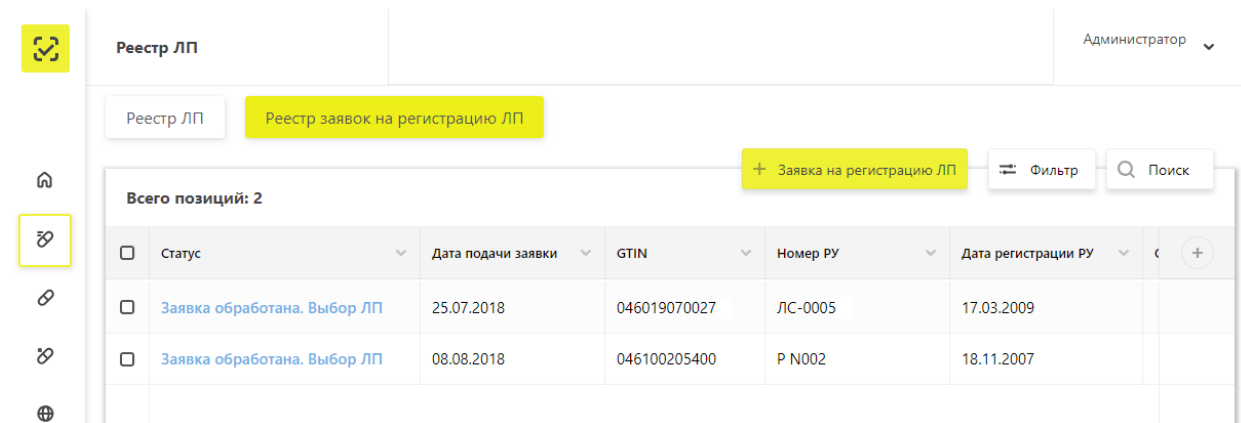 Реестр ЛП
Администратор
Реестр ЛП Реестр заявок на регистрацию ЛП
+ Заявка на регистрацию ЛП Фильтр Поиск
Всего позиций: 2
Статус Дата подачи заявки GTIN Номер РУ Дата регистрации РУ
Заявка обработана. Выбор ЛП 25.07.2018 046019070027 ЛС-0005 17.03.2009
Заявка обработана. Выбор ЛП 08.08.2018 046100205400 Р N002 18.11.2007